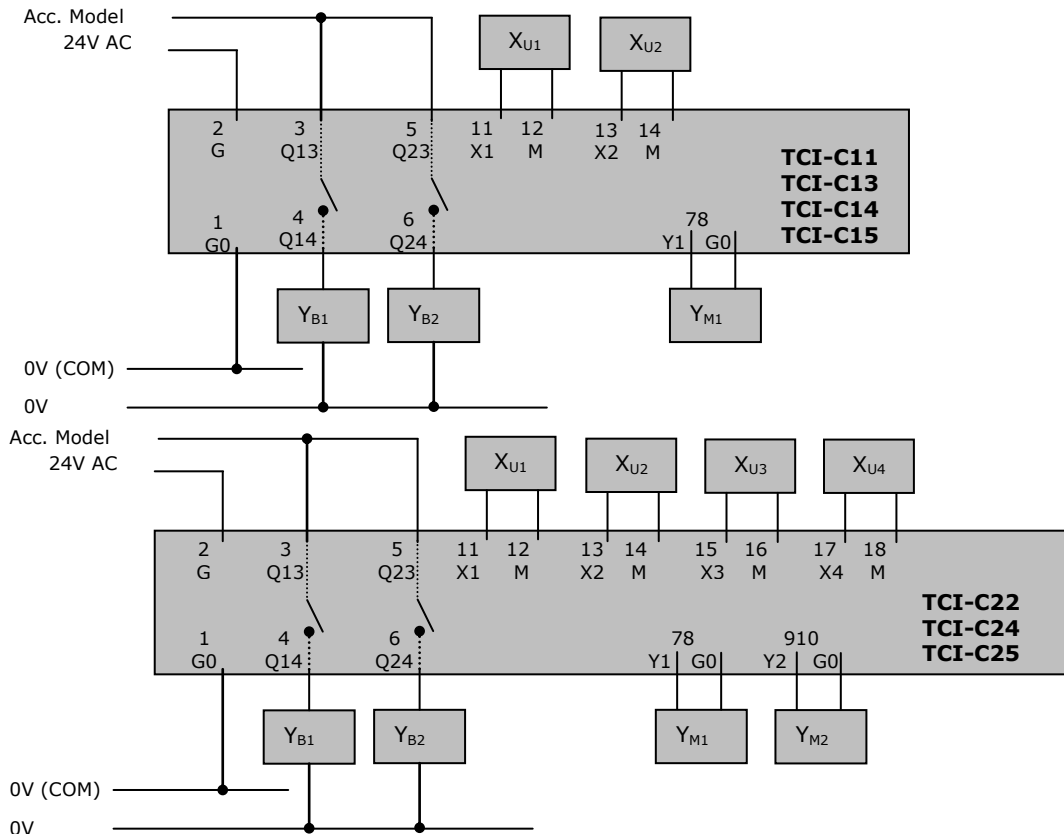 Acc. Model
24V AC
XU1 XU2
2 3 5 11 12 13 14
G Q13 Q23 X1 M X2 M
TCI-C11
TCI-C13
TCI-C14
TCI-C15
1 4 6 78
G0 Q14 Q24 Y1 G0
YB1 YB2 YM1
0V (COM)
0V
Acc. Model
24V AC
XU1 XU2 XU3 XU4
2 3 5 11 12 13 14 15 16 17 18
G Q13 Q23 X1 M X2 M X3 M X4 M
TCI-C22
TCI-C24
TCI-C25
1 4 6 78 910
G0 Q14 Q24 Y1 G0 Y2 G0
YB1 YB2 YM1 YM2
0V (COM)
0V